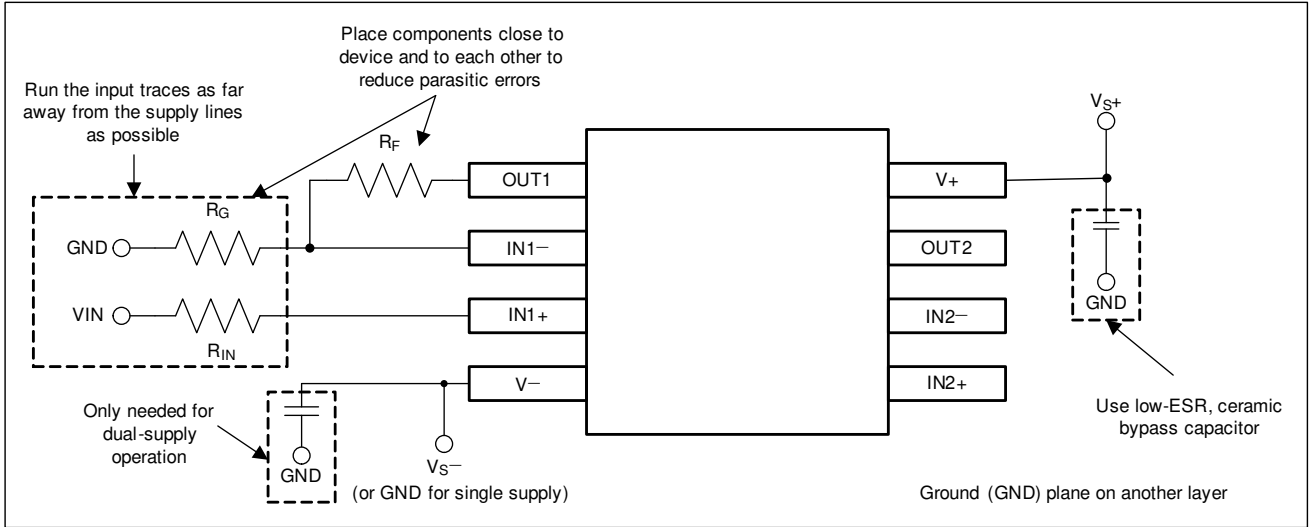 Place components close to
device and to each other to
reduce parasitic errors
Run the input traces as far
away from the supply lines
as possible
VS+
RF
OUT1
V+
RG
GND
IN1−
OUT2
GND
VIN
IN1+
IN2−
RIN
V−
IN2+
Only needed for
dual-supply
operation
Use low-ESR, ceramic
bypass capacitor
GND
VS−
(or GND for single supply)
Ground (GND) plane on another layer